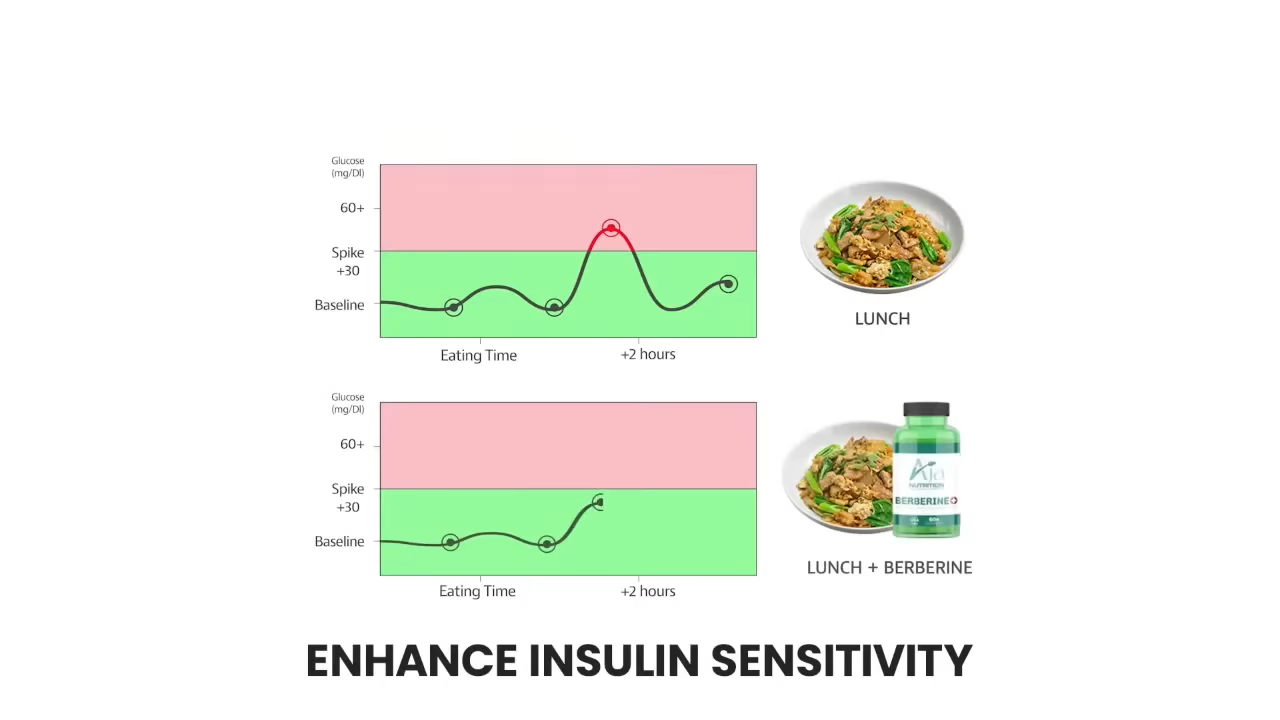 Glucose
(mg/Dl)
60+
Spike
+30
Baseline
Eating Time
+2 hours
LUNCH
Glucose
(mg/Dl)
60+
Spike
+30
Baseline
Eating Time
+2 hours
NUTRITION
BERBERINE+
LUNCH + BERBERINE
ENHANCE INSULIN SENSITIVITY